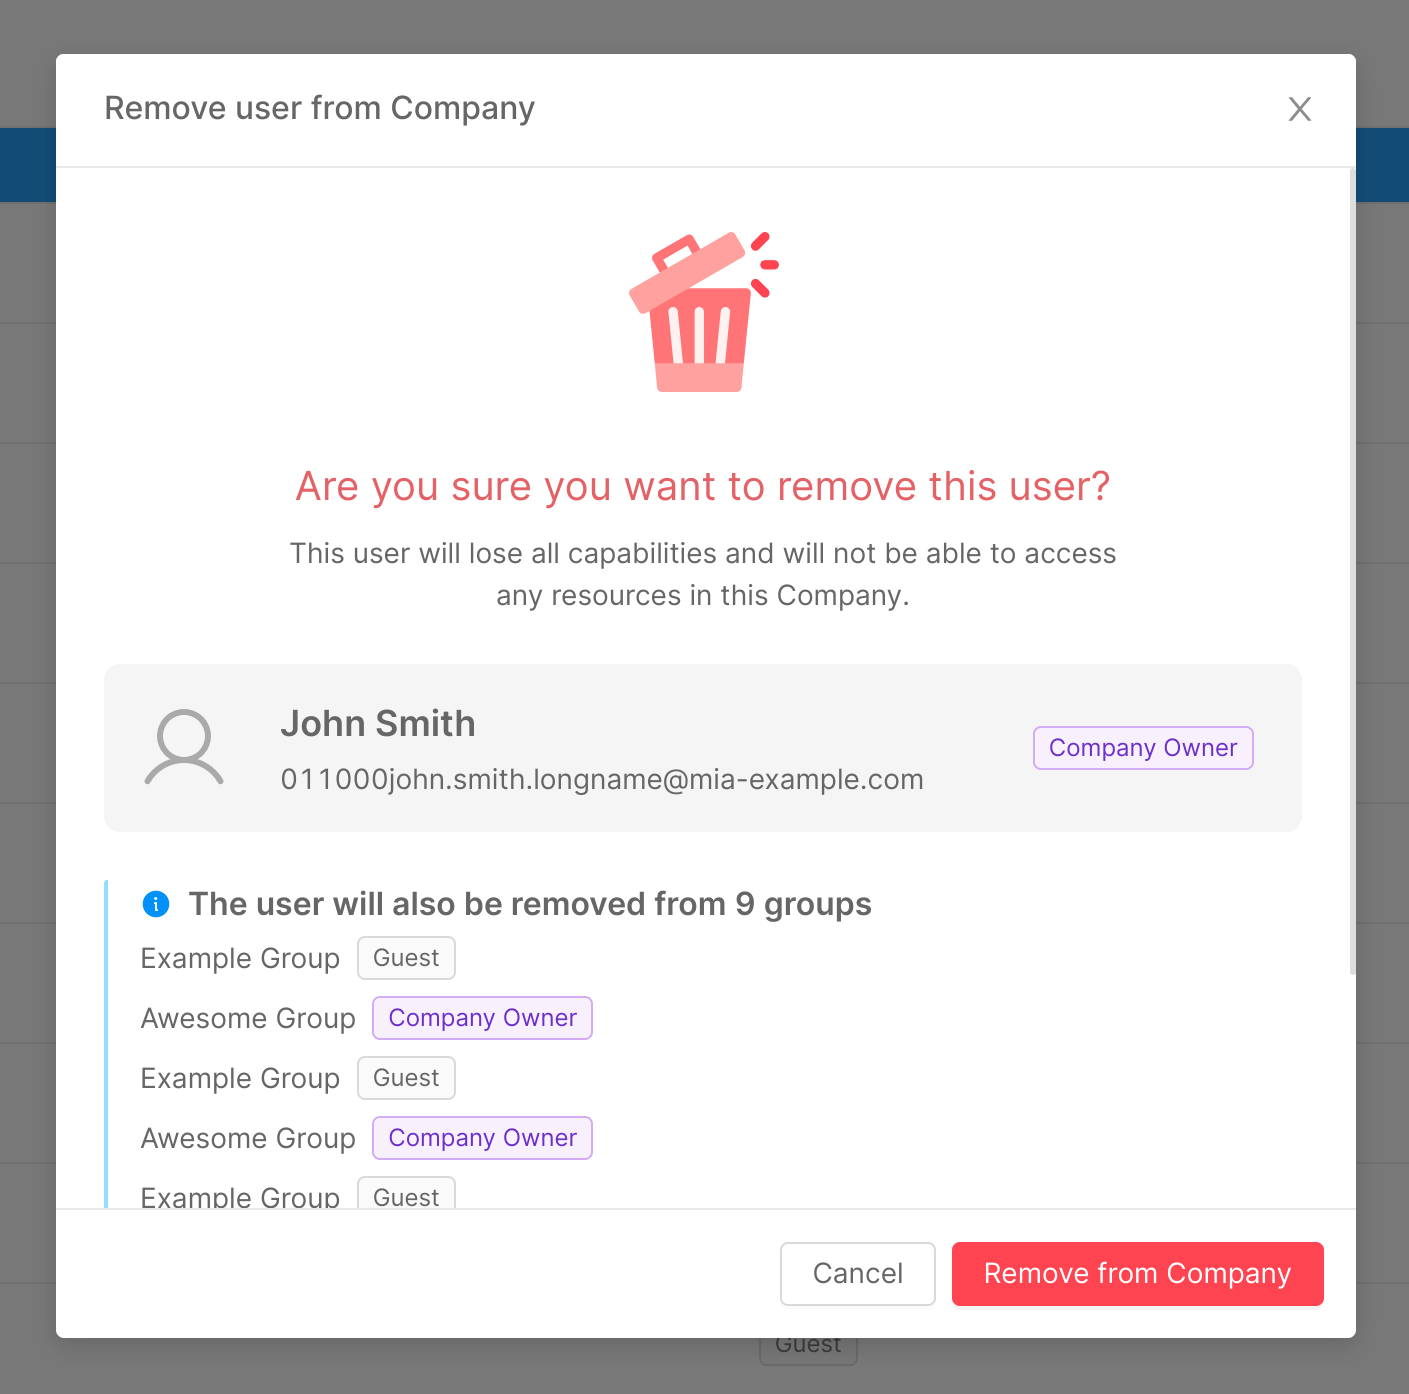 Remove user from Company
Are you sure you want to remove this user?
This user will lose all capabilities and will not be able to access
any resources in this Company.
John Smith
011000john.smith.longname@mia-example.com
Company Owner
The user will also be removed from 9 groups
Example Group Guest
Awesome Group Company Owner
Example Group Guest
Awesome Group Company Owner
Example Group Guest
Cancel Remove from Company
Guest